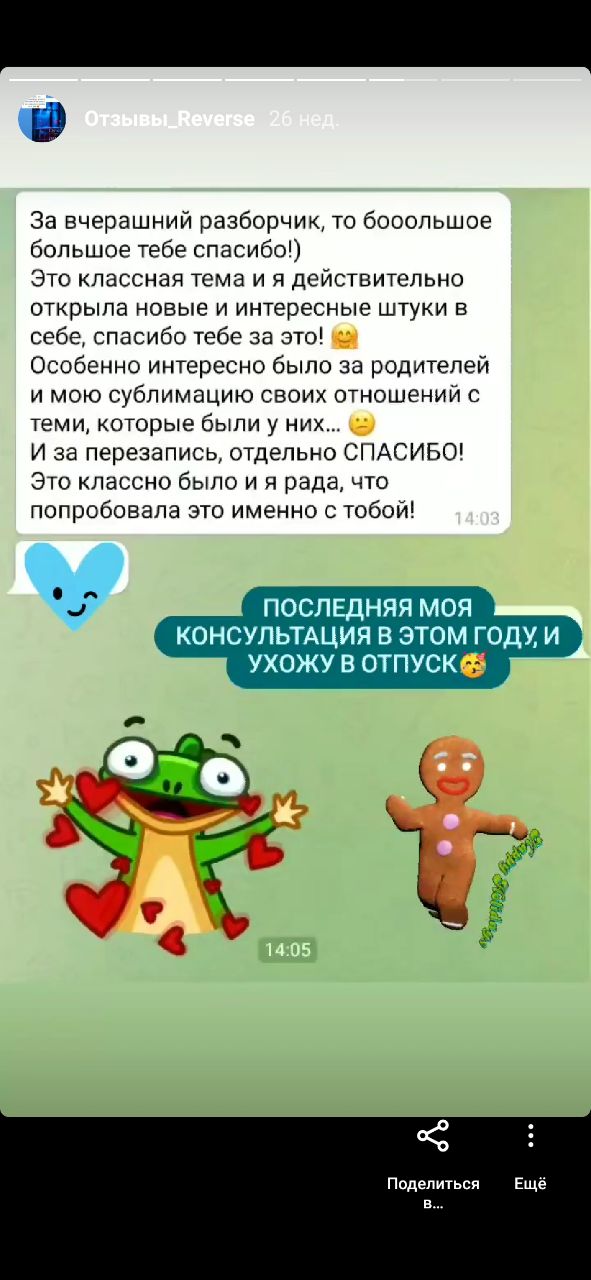 Отзывы_Reverse 26 нед.
За вчерашний разборчик, то бооольшое
большое тебе спасибо!)
Это классная тема и я действительно
открыла новые и интересные штуки в
себе, спасибо тебе за это! 🤗
Особенно интересно было за родителей
и мою сублимацию своих отношений с
теми, которые были у них... 😕
И за перезапись, отдельно СПАСИБО!
Это классно было и я рада, что
попробовала это именно с тобой!
14:03
ПОСЛЕДНЯЯ МОЯ
КОНСУЛЬТАЦИЯ В ЭТОМ ГОДУ, И
УХОЖУ В ОТПУСК🥳
Happy Holidays
14:05
Поделиться
в...
Ещё